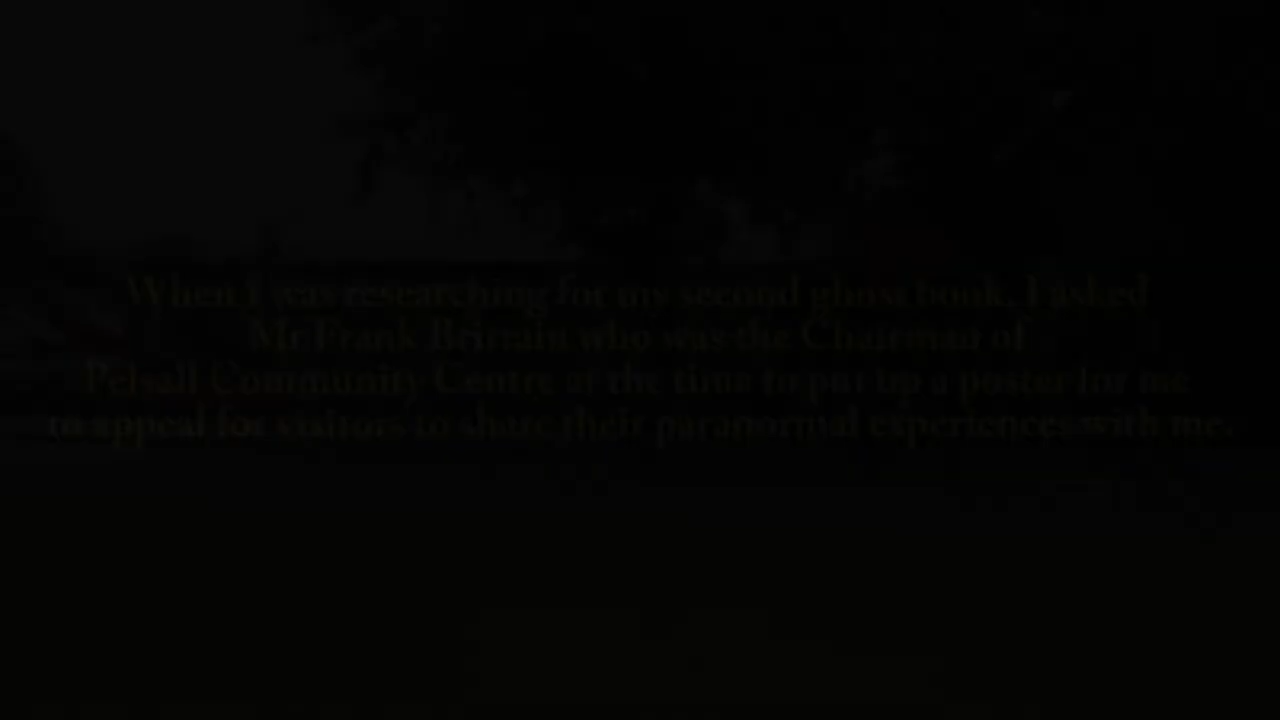 When I was researching for my second ghost book, I asked
Mr Frank Brittain who was the Chairman of
Pelsall Community Centre at the time to put up a poster for me
to appeal for visitors to share their paranormal experiences with me.